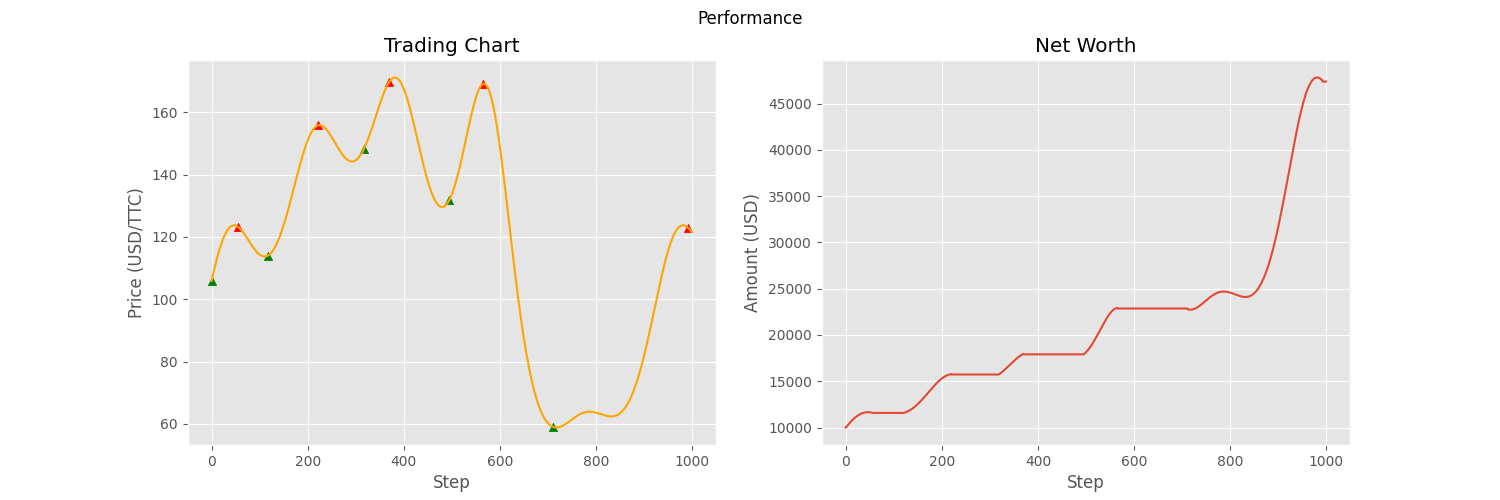 Performance
Trading Chart
Price (USD/TTC)
160
140
120
100
80
60
0 200 400 600 800 1000
Step
Net Worth
Amount (USD)
45000
40000
35000
30000
25000
20000
15000
10000
0 200 400 600 800 1000
Step